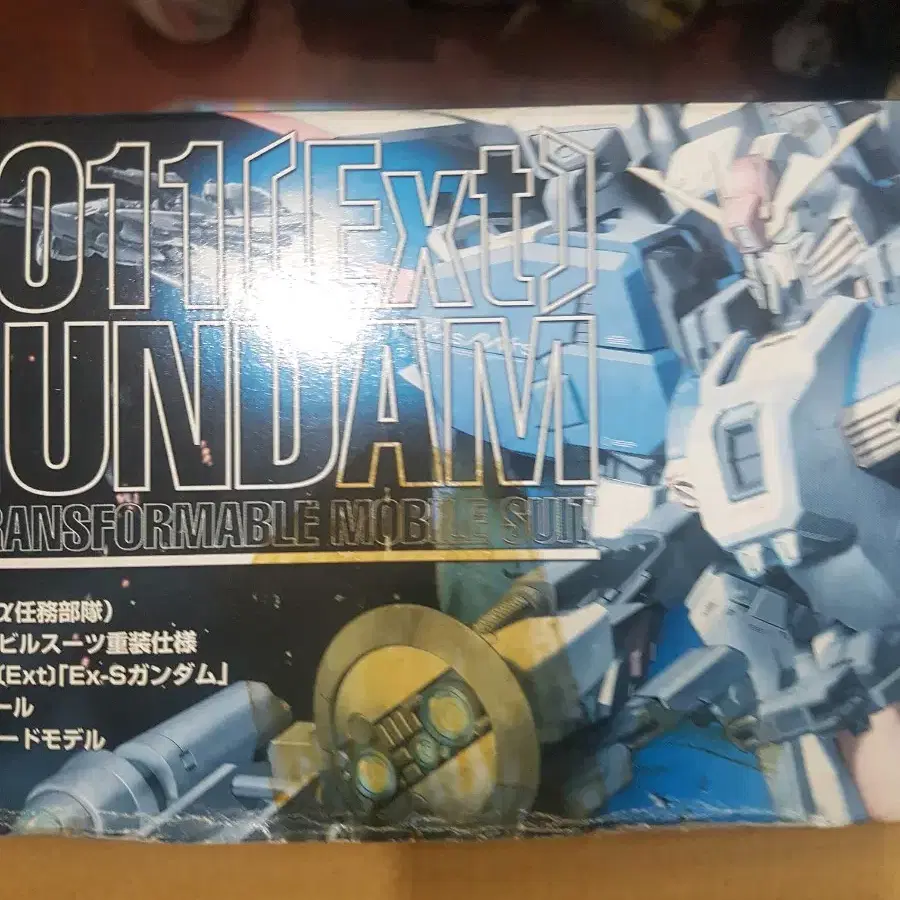 011[Ext]
UNDAM
RANSFORMABLE MOBILE SUIT
α任務部隊)
ビルスーツ重装仕様
[Ext]「Ex-Sガンダム」
ール
ードモデル